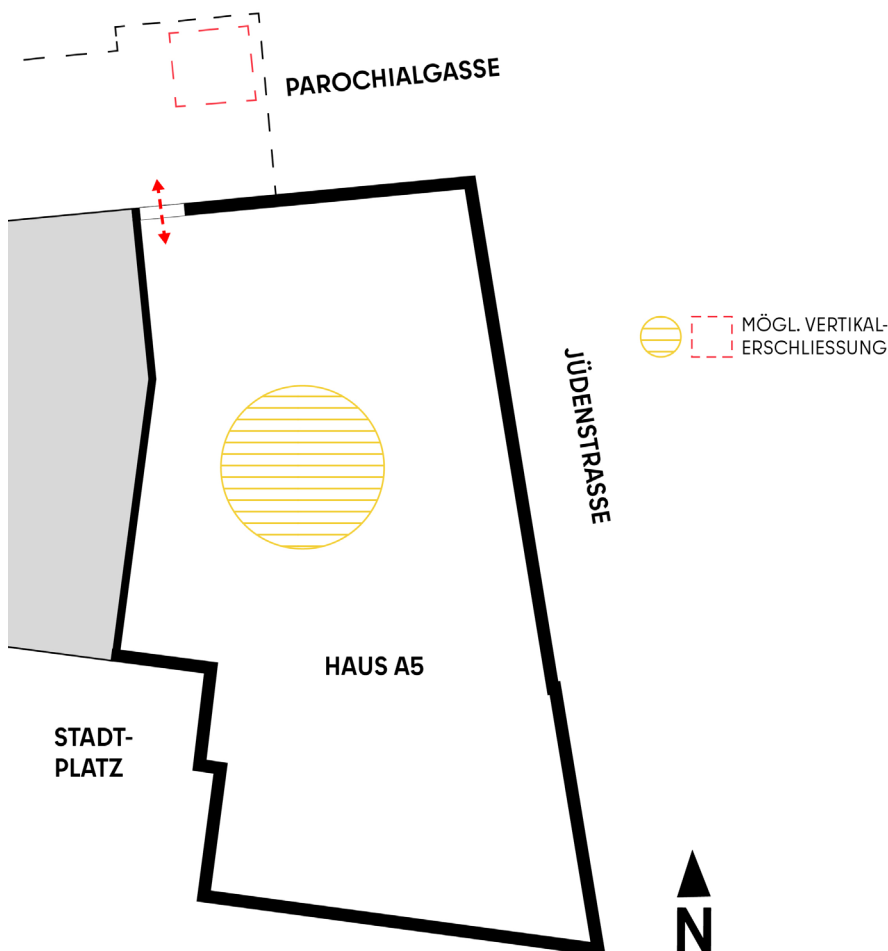 PAROCHIALGASSE
MÖGL. VERTIKAL-
ERSCHLIESSUNG
JÜDENSTRASSE
HAUS A5
STADT-
PLATZ
N